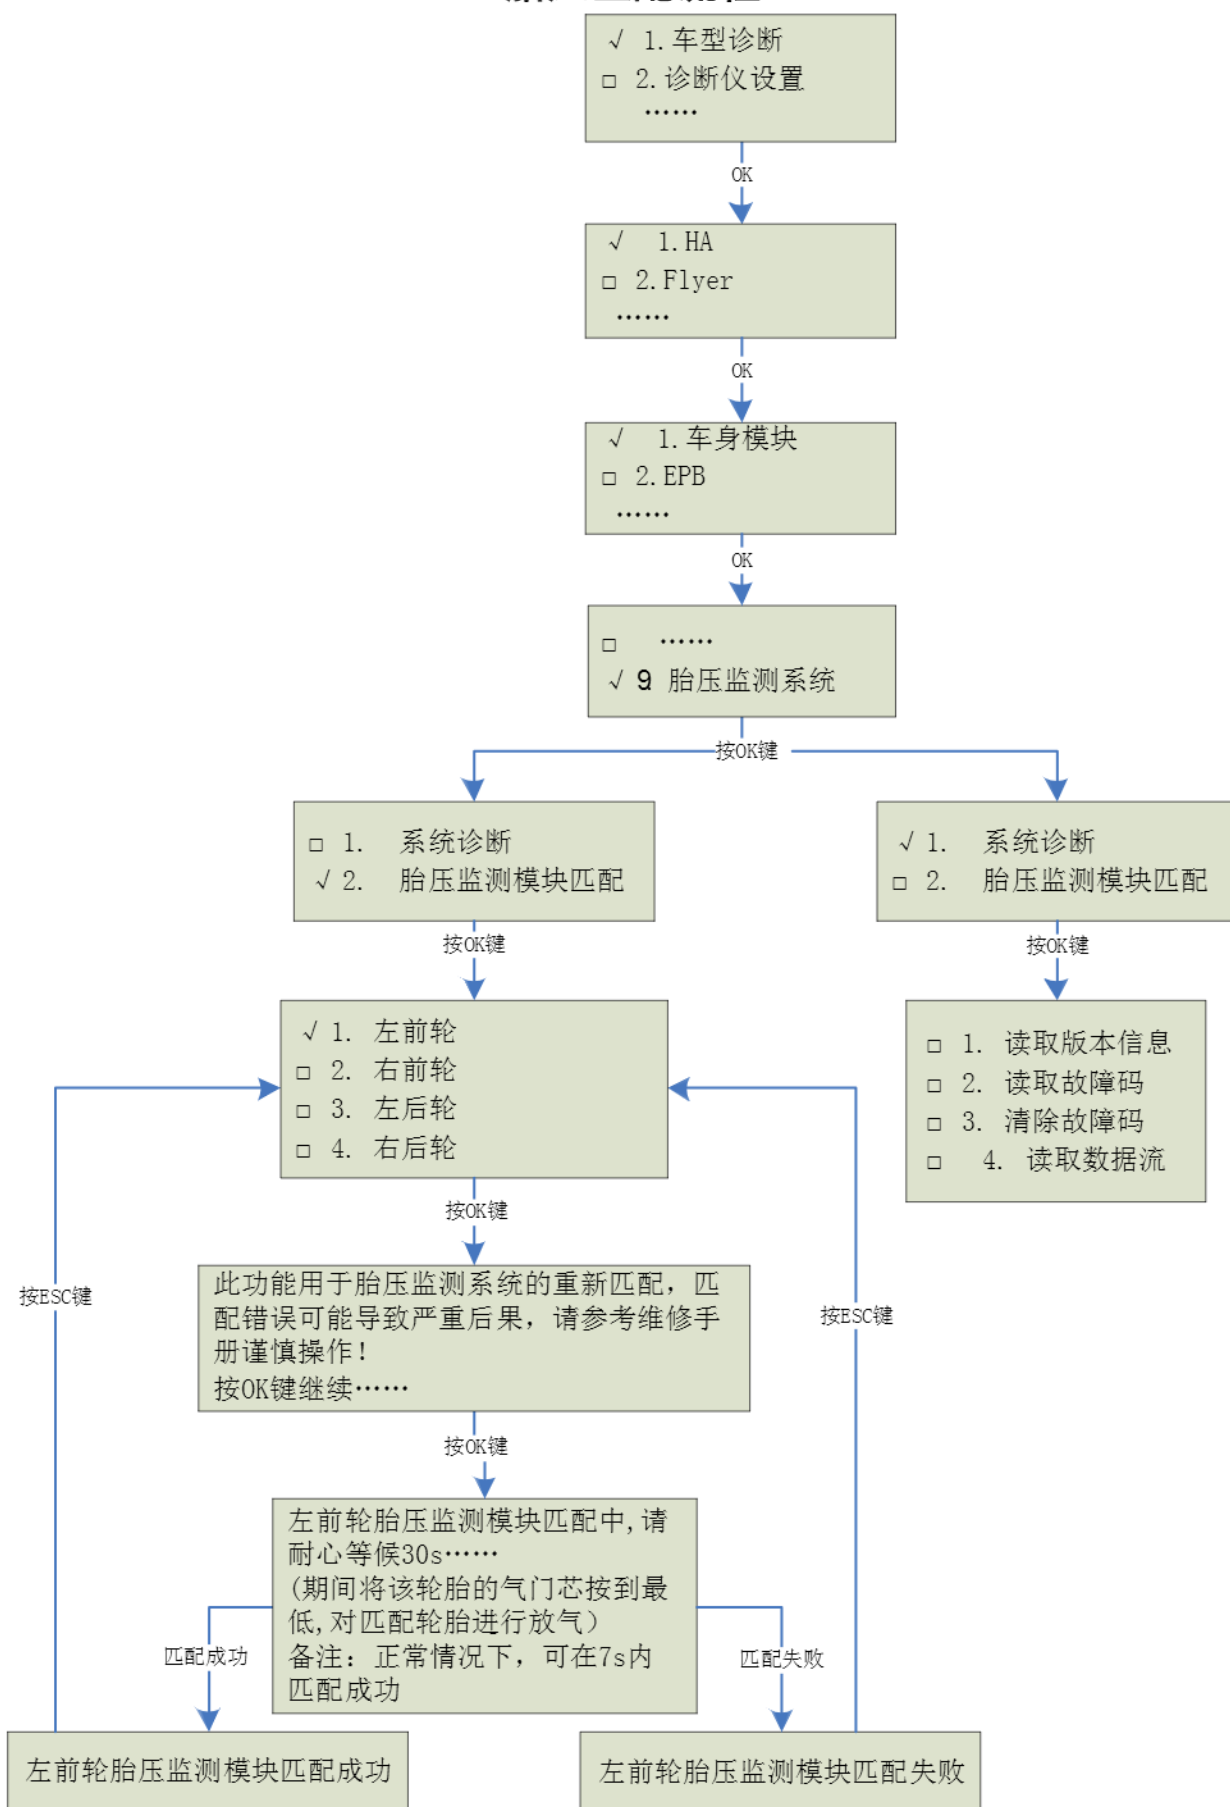 √ 1.车型诊断
□ 2.诊断仪设置
……
OK
√ 1.HA
□ 2.Flyer
……
OK
√ 1.车身模块
□ 2.EPB
……
OK
□ ……
√ 9 胎压监测系统
按OK键
□ 1. 系统诊断
√ 2. 胎压监测模块匹配
√ 1. 系统诊断
□ 2. 胎压监测模块匹配
按OK键
按OK键
√ 1. 左前轮
□ 2. 右前轮
□ 3. 左后轮
□ 4. 右后轮
□ 1. 读取版本信息
□ 2. 读取故障码
□ 3. 清除故障码
□ 4. 读取数据流
按OK键
按ESC键
此功能用于胎压监测系统的重新匹配，匹
配错误可能导致严重后果，请参考维修手
册谨慎操作！
按OK键继续……
按ESC键
按OK键
左前轮胎压监测模块匹配中,请
耐心等候30s……
(期间将该轮胎的气门芯按到最
低,对匹配轮胎进行放气）
备注：正常情况下，可在7s内
匹配成功
匹配成功
匹配失败
左前轮胎压监测模块匹配成功
左前轮胎压监测模块匹配失败